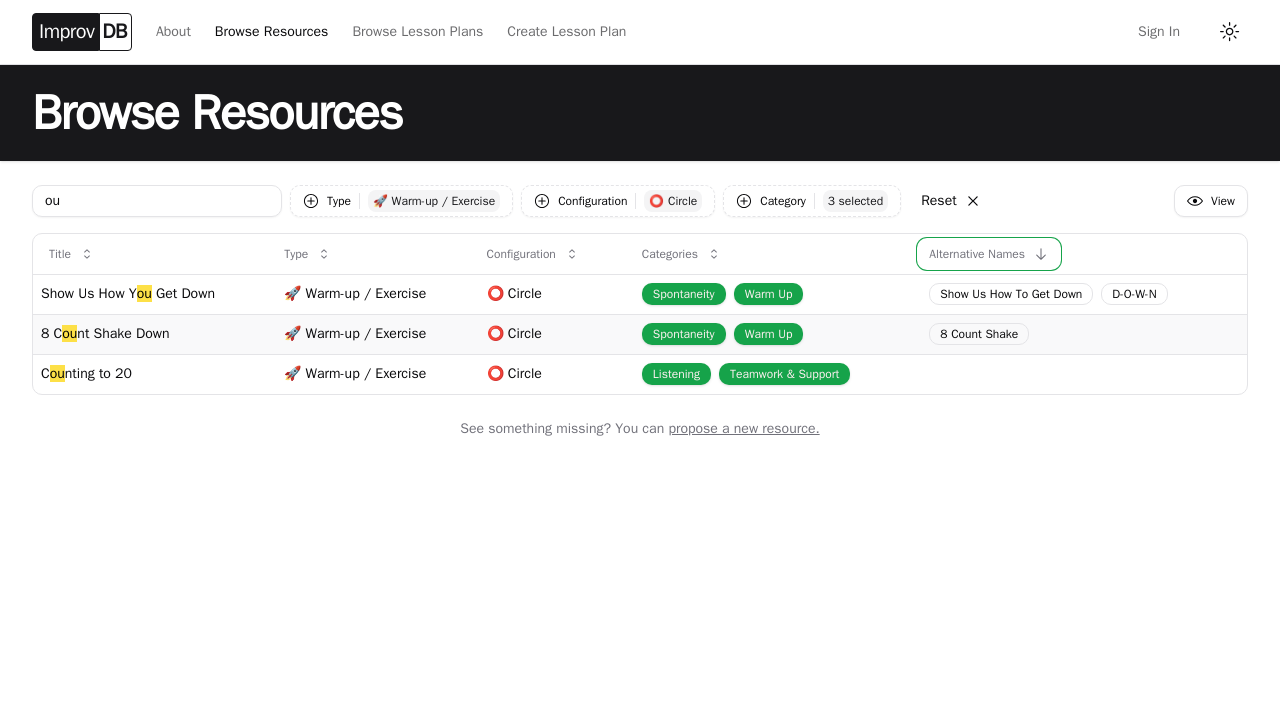 Improv DB About Browse Resources Browse Lesson Plans Create Lesson Plan Sign In
Browse Resources
ou Type 🚀 Warm-up / Exercise Configuration ⭕ Circle Category 3 selected Reset View
Title Type Configuration Categories Alternative Names
Show Us How You Get Down 🚀 Warm-up / Exercise ⭕ Circle Spontaneity Warm Up Show Us How To Get Down D-O-W-N
8 Count Shake Down 🚀 Warm-up / Exercise ⭕ Circle Spontaneity Warm Up 8 Count Shake
Counting to 20 🚀 Warm-up / Exercise ⭕ Circle Listening Teamwork & Support
See something missing? You can propose a new resource.